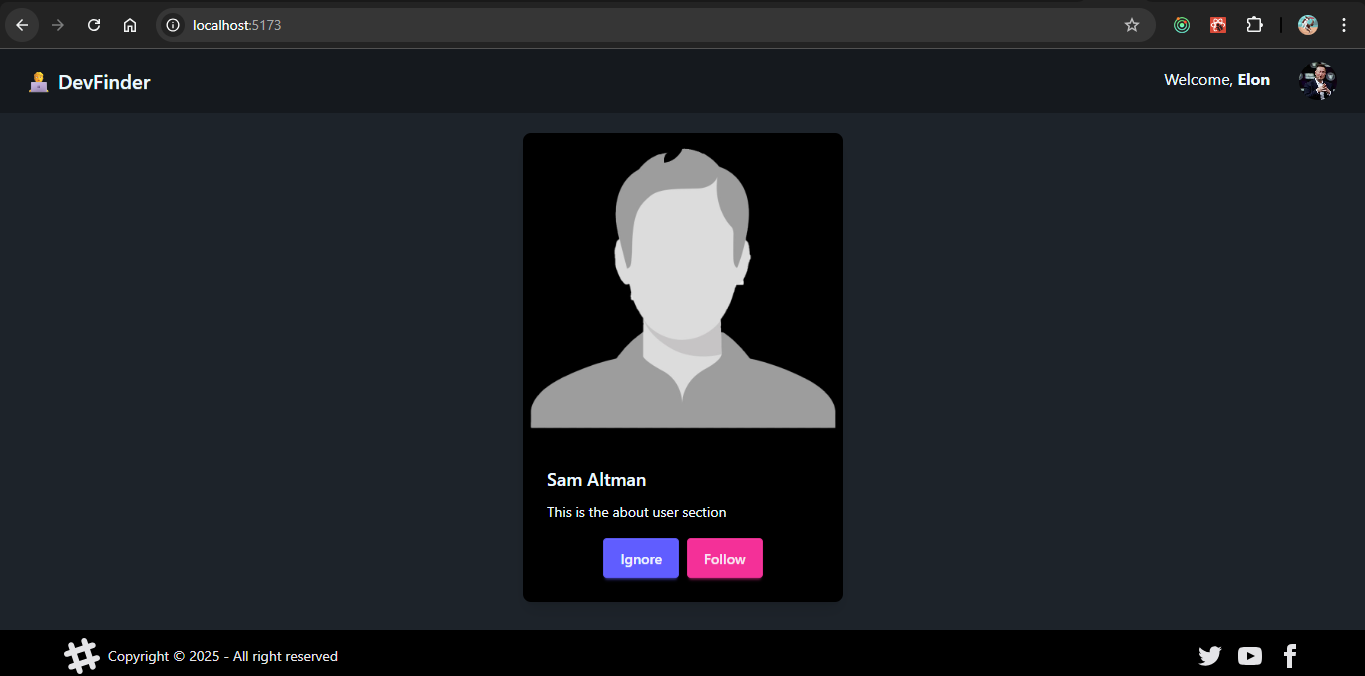 localhost:5173
DevFinder
Welcome, Elon
Sam Altman
This is the about user section
Ignore
Follow
Copyright © 2025 - All right reserved